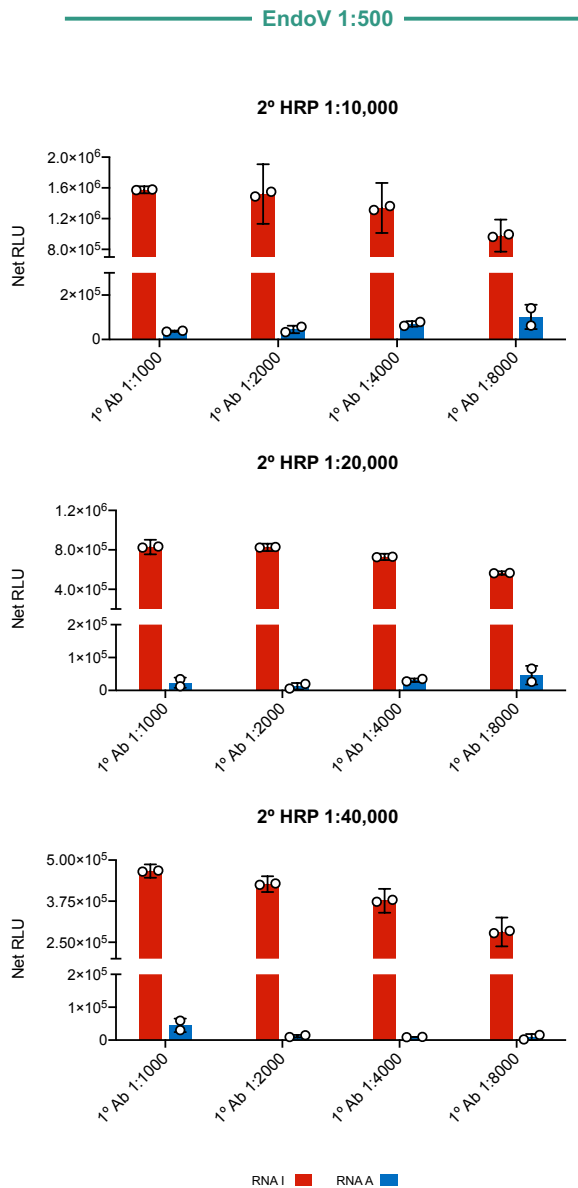 EndoV 1:500
2º HRP 1:10,000
Net RLU
2.0×10⁶
1.6×10⁶
1.2×10⁶
8.0×10⁵
2×10⁵
0
1º Ab 1:1000
1º Ab 1:2000
1º Ab 1:4000
1º Ab 1:8000
2º HRP 1:20,000
Net RLU
1.2×10⁶
8.0×10⁵
4.0×10⁵
2×10⁵
1×10⁵
0
1º Ab 1:1000
1º Ab 1:2000
1º Ab 1:4000
1º Ab 1:8000
2º HRP 1:40,000
Net RLU
5.00×10⁵
3.75×10⁵
2.50×10⁵
2×10⁵
1×10⁵
0
1º Ab 1:1000
1º Ab 1:2000
1º Ab 1:4000
1º Ab 1:8000
RNA I RNA A